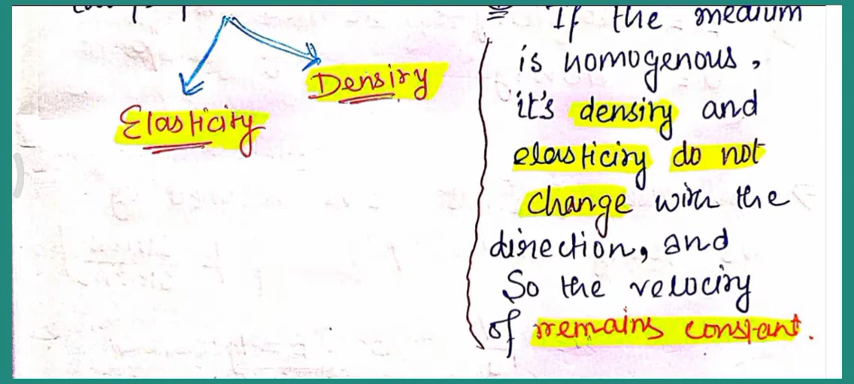 Elasticity
Density
If the medium
is homogenous,
it's density and
elasticity do not
change with the
direction, and
So the velocity
of remains constant.